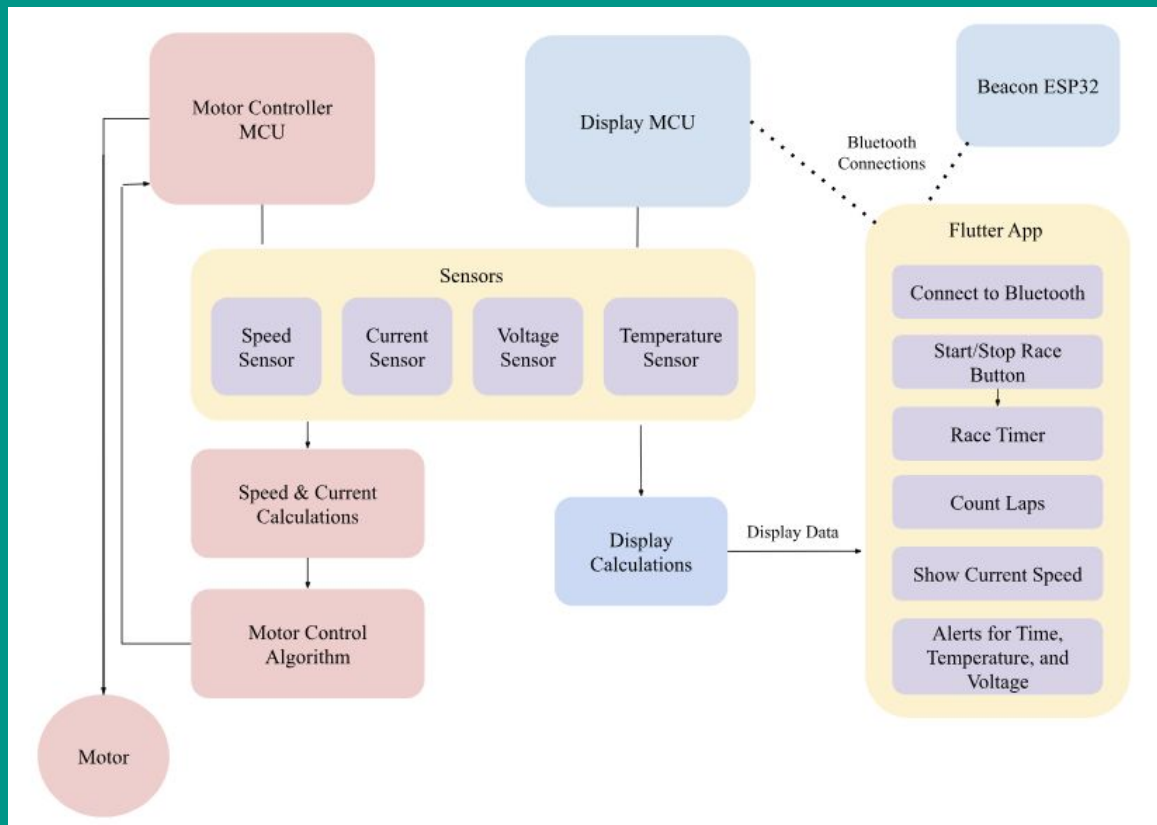 Motor Controller
MCU
Display MCU
Beacon ESP32
Bluetooth
Connections
Sensors
Speed
Sensor
Current
Sensor
Voltage
Sensor
Temperature
Sensor
Speed & Current
Calculations
Motor Control
Algorithm
Motor
Display
Calculations
Display Data
Flutter App
Connect to Bluetooth
Start/Stop Race
Button
Race Timer
Count Laps
Show Current Speed
Alerts for Time,
Temperature, and
Voltage